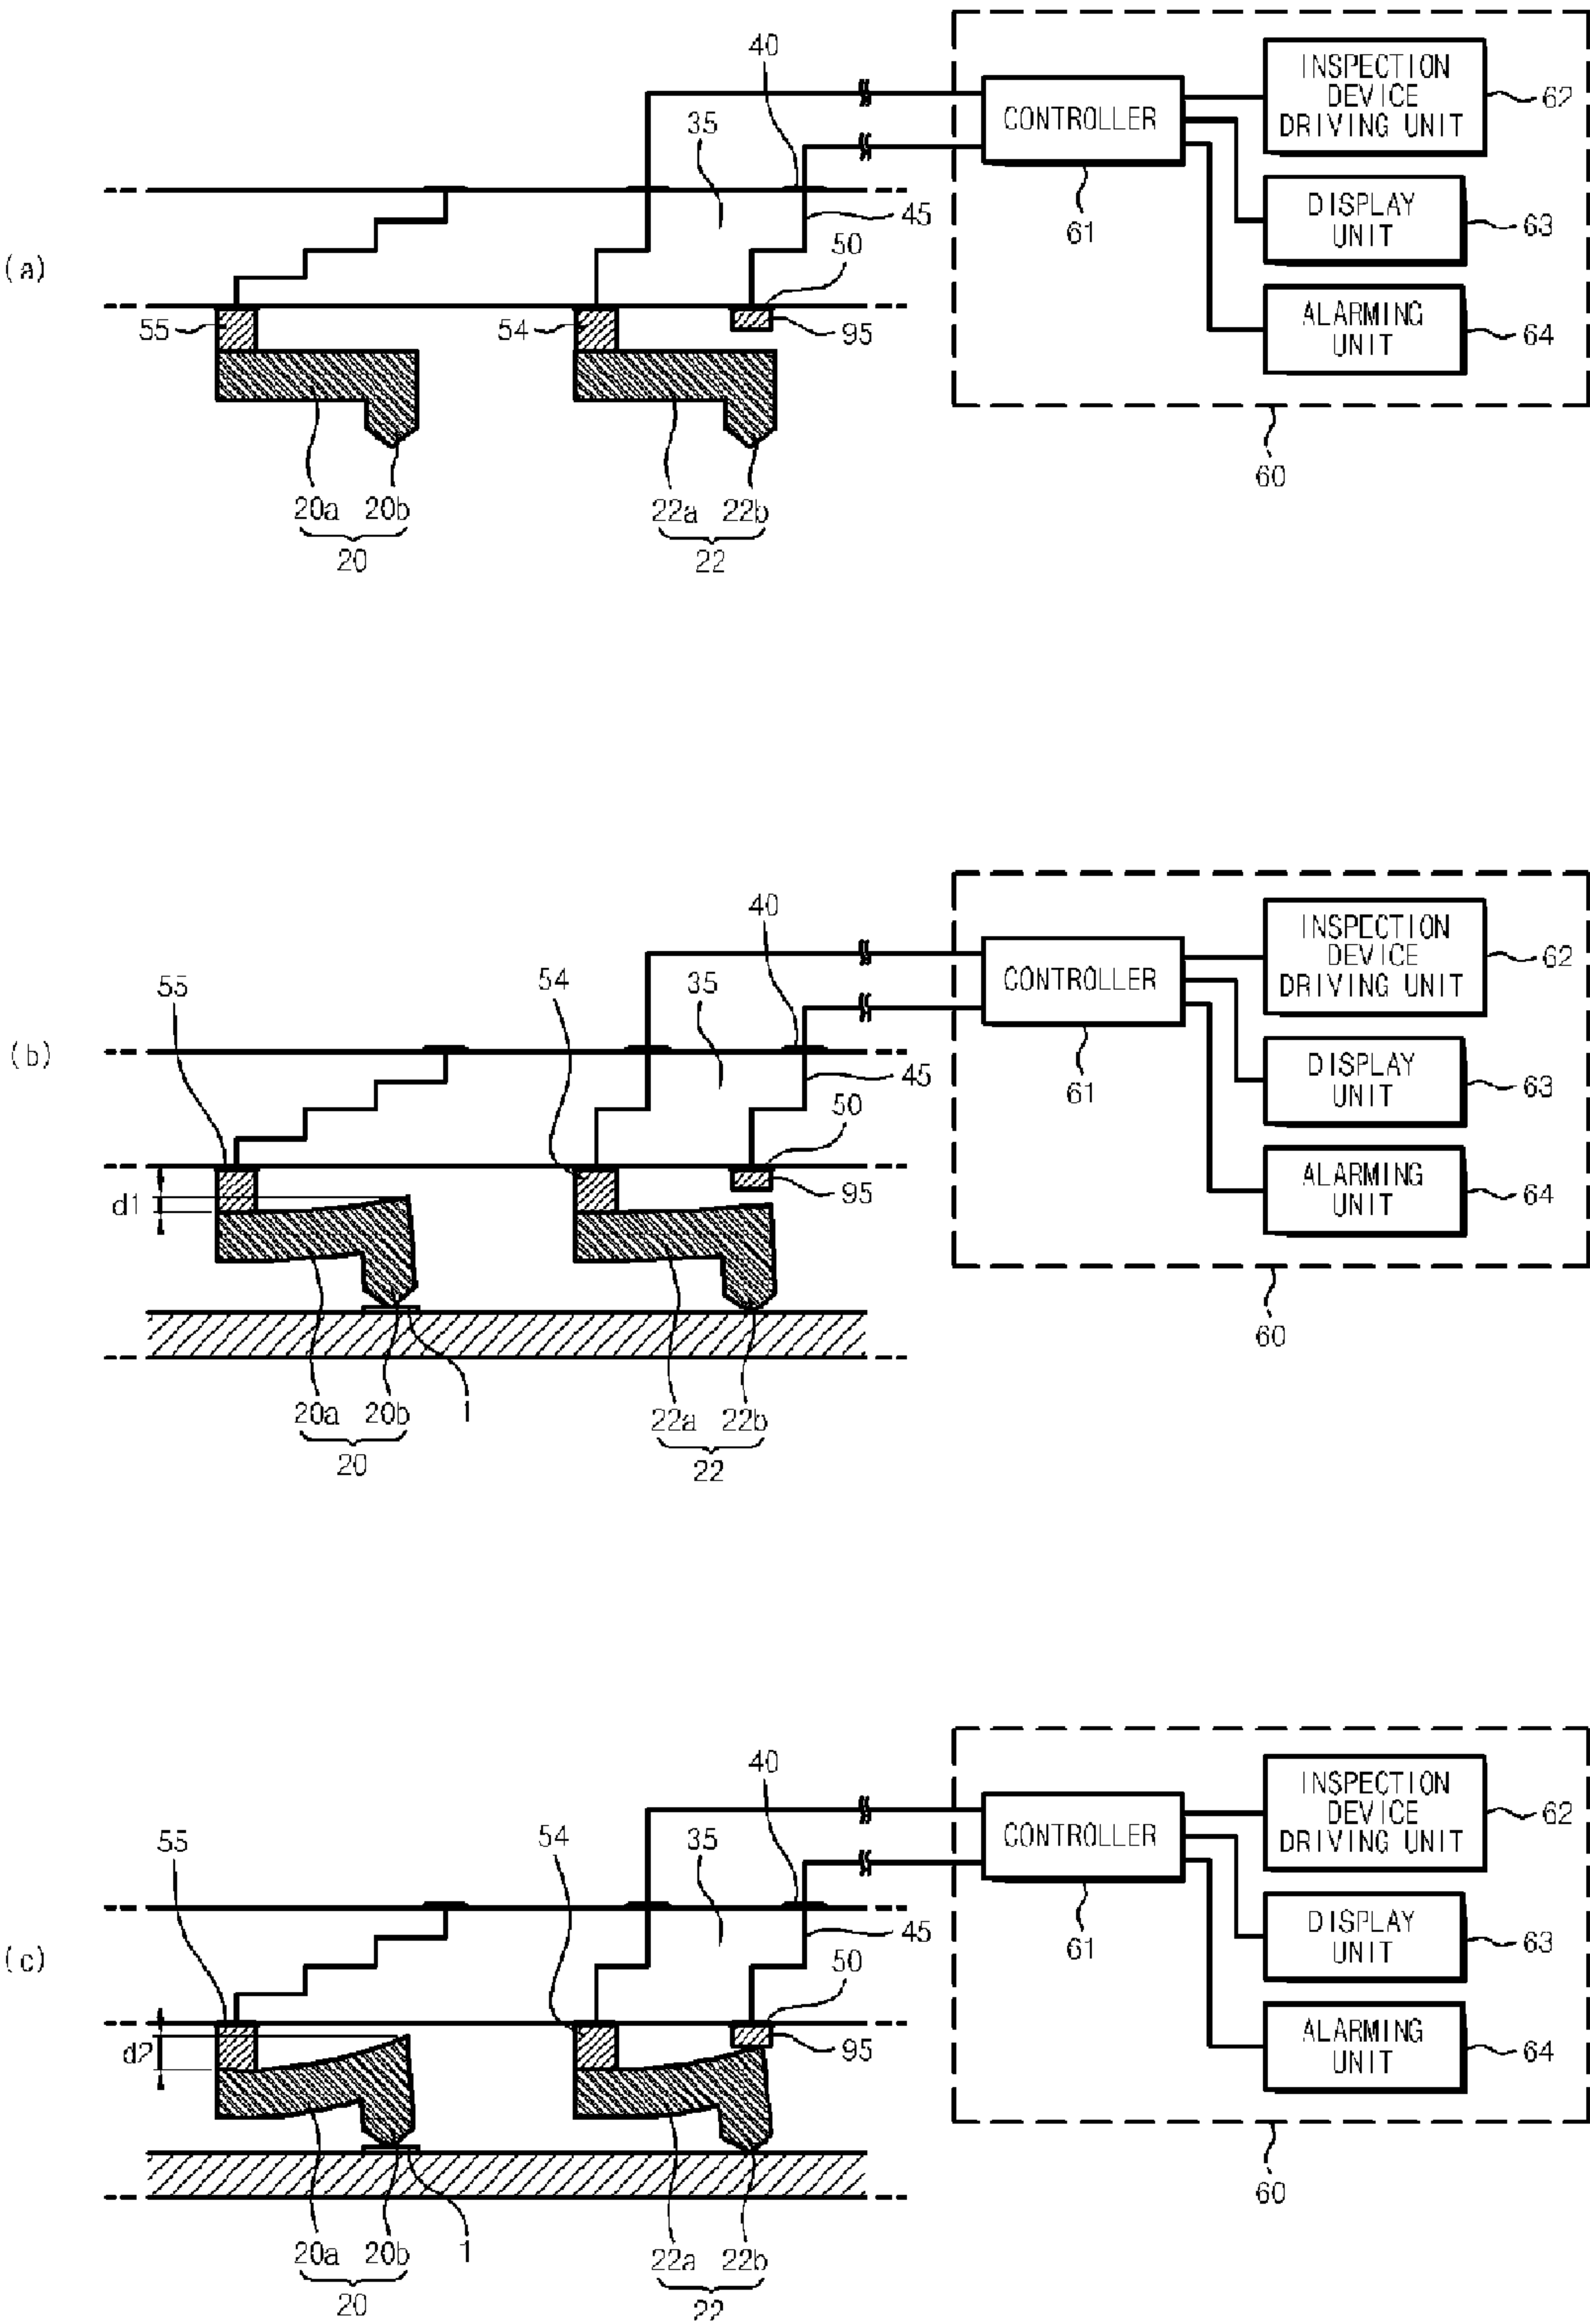 (a)
40
35
45
50
55
54
95
20a 20b
20
22a 22b
22
CONTROLLER
61
INSPECTION
DEVICE
DRIVING UNIT
62
DISPLAY
UNIT
63
ALARMING
UNIT
64
60
(b)
40
55
54
35
45
50
95
d1
20a 20b
20
1
22a 22b
22
CONTROLLER
61
INSPECTION
DEVICE
DRIVING UNIT
62
DISPLAY
UNIT
63
ALARMING
UNIT
64
60
(c)
40
55
54
35
45
50
95
d2
20a 20b
20
1
22a 22b
22
CONTROLLER
61
INSPECTION
DEVICE
DRIVING UNIT
62
DISPLAY
UNIT
63
ALARMING
UNIT
64
60